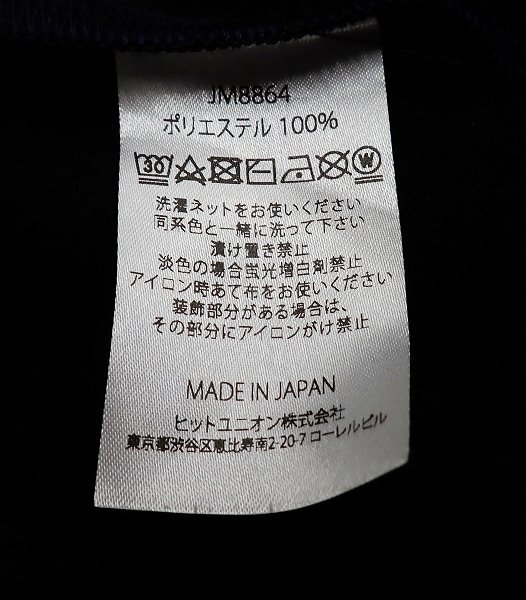 JM8864
ポリエステル 100%
30 W
洗濯ネットをお使いください
同系色と一緒に洗って下さい
漬け置き禁止
淡色の場合蛍光増白剤禁止
アイロン時あて布をお使いください
装飾部分がある場合は、
その部分にアイロンがけ禁止
MADE IN JAPAN
ヒットユニオン株式会社
東京都渋谷区恵比寿南2-20-7 ローレルビル